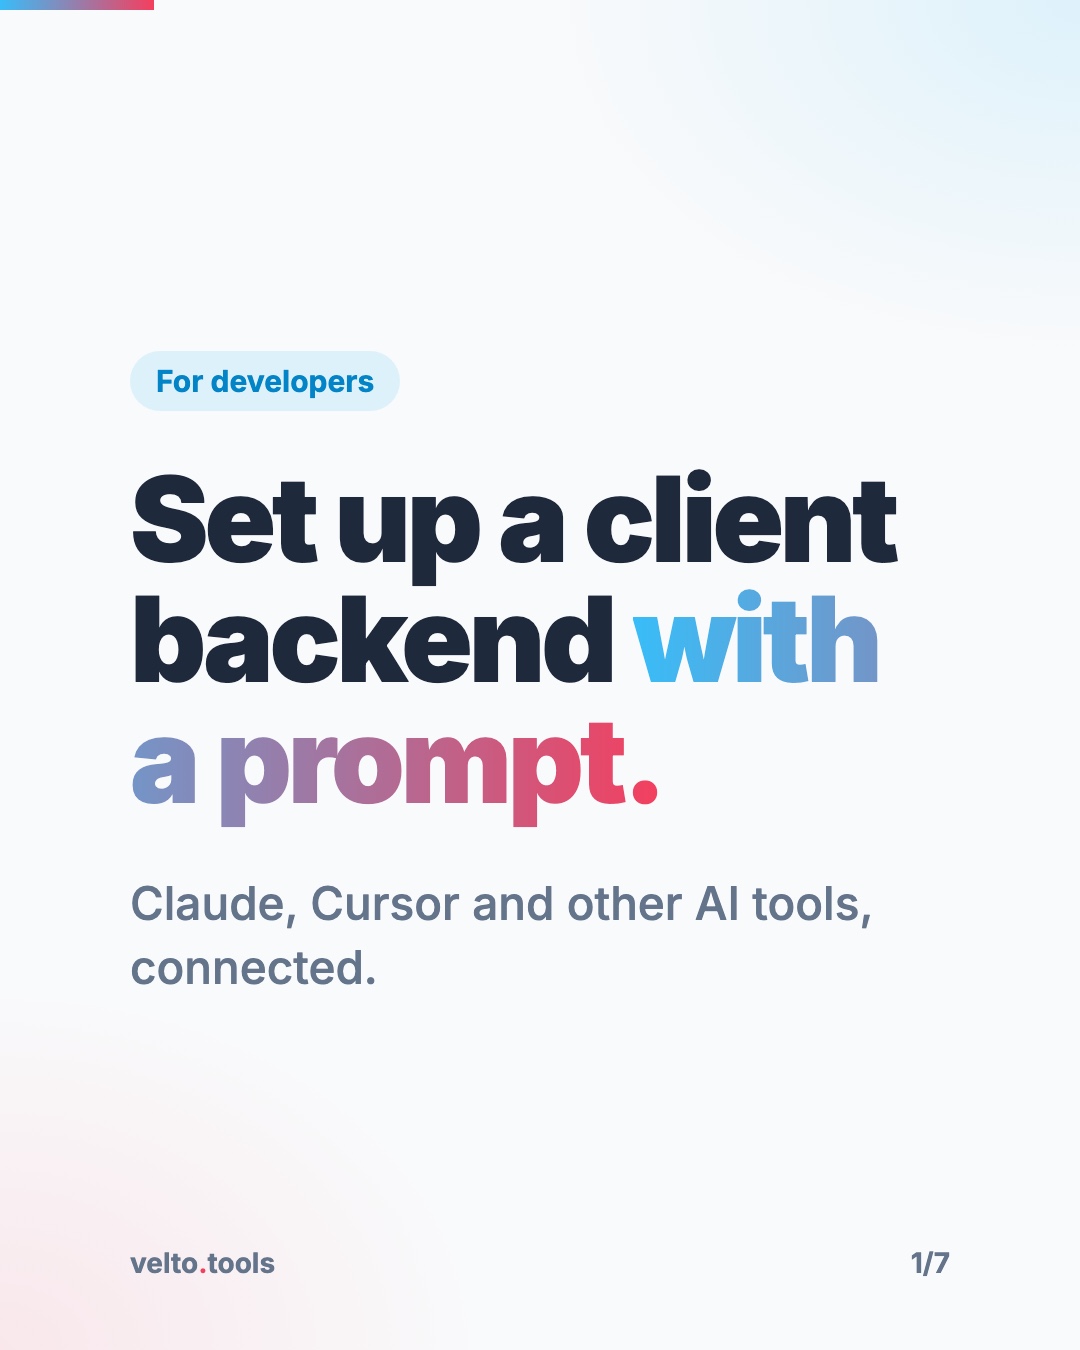 For developers
Set up a client
backend with
a prompt.
Claude, Cursor and other AI tools,
connected.
velto.tools
1/7